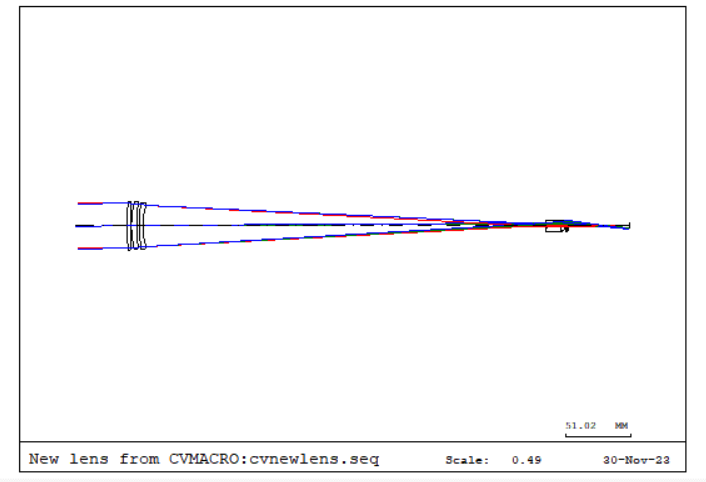 51.02 MM
New lens from CVMACRO:cvnewlens.seq Scale: 0.49 30-Nov-23